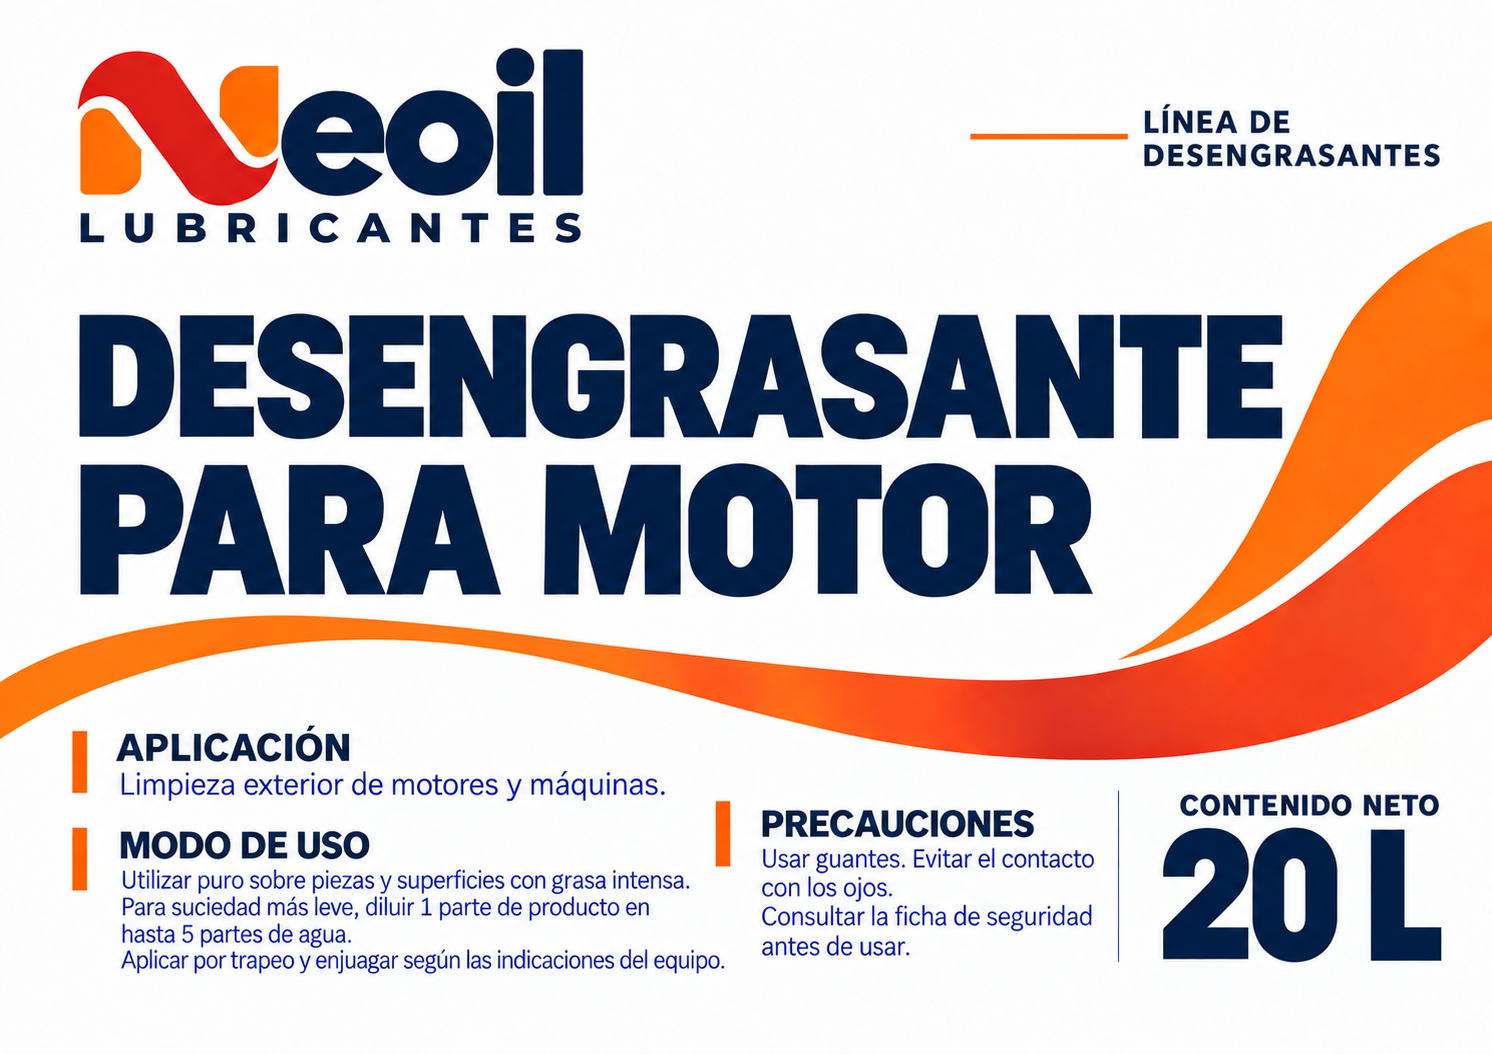 Neoil
LUBRICANTES
LÍNEA DE
DESENGRASANTES
DESENGRASANTE
PARA MOTOR
APLICACIÓN
Limpieza exterior de motores y máquinas.
MODO DE USO
Utilizar puro sobre piezas y superficies con grasa intensa.
Para suciedad más leve, diluir 1 parte de producto en
hasta 5 partes de agua.
Aplicar por trapeo y enjuagar según las indicaciones del equipo.
PRECAUCIONES
Usar guantes. Evitar el contacto
con los ojos.
Consultar la ficha de seguridad
antes de usar.
CONTENIDO NETO
20 L